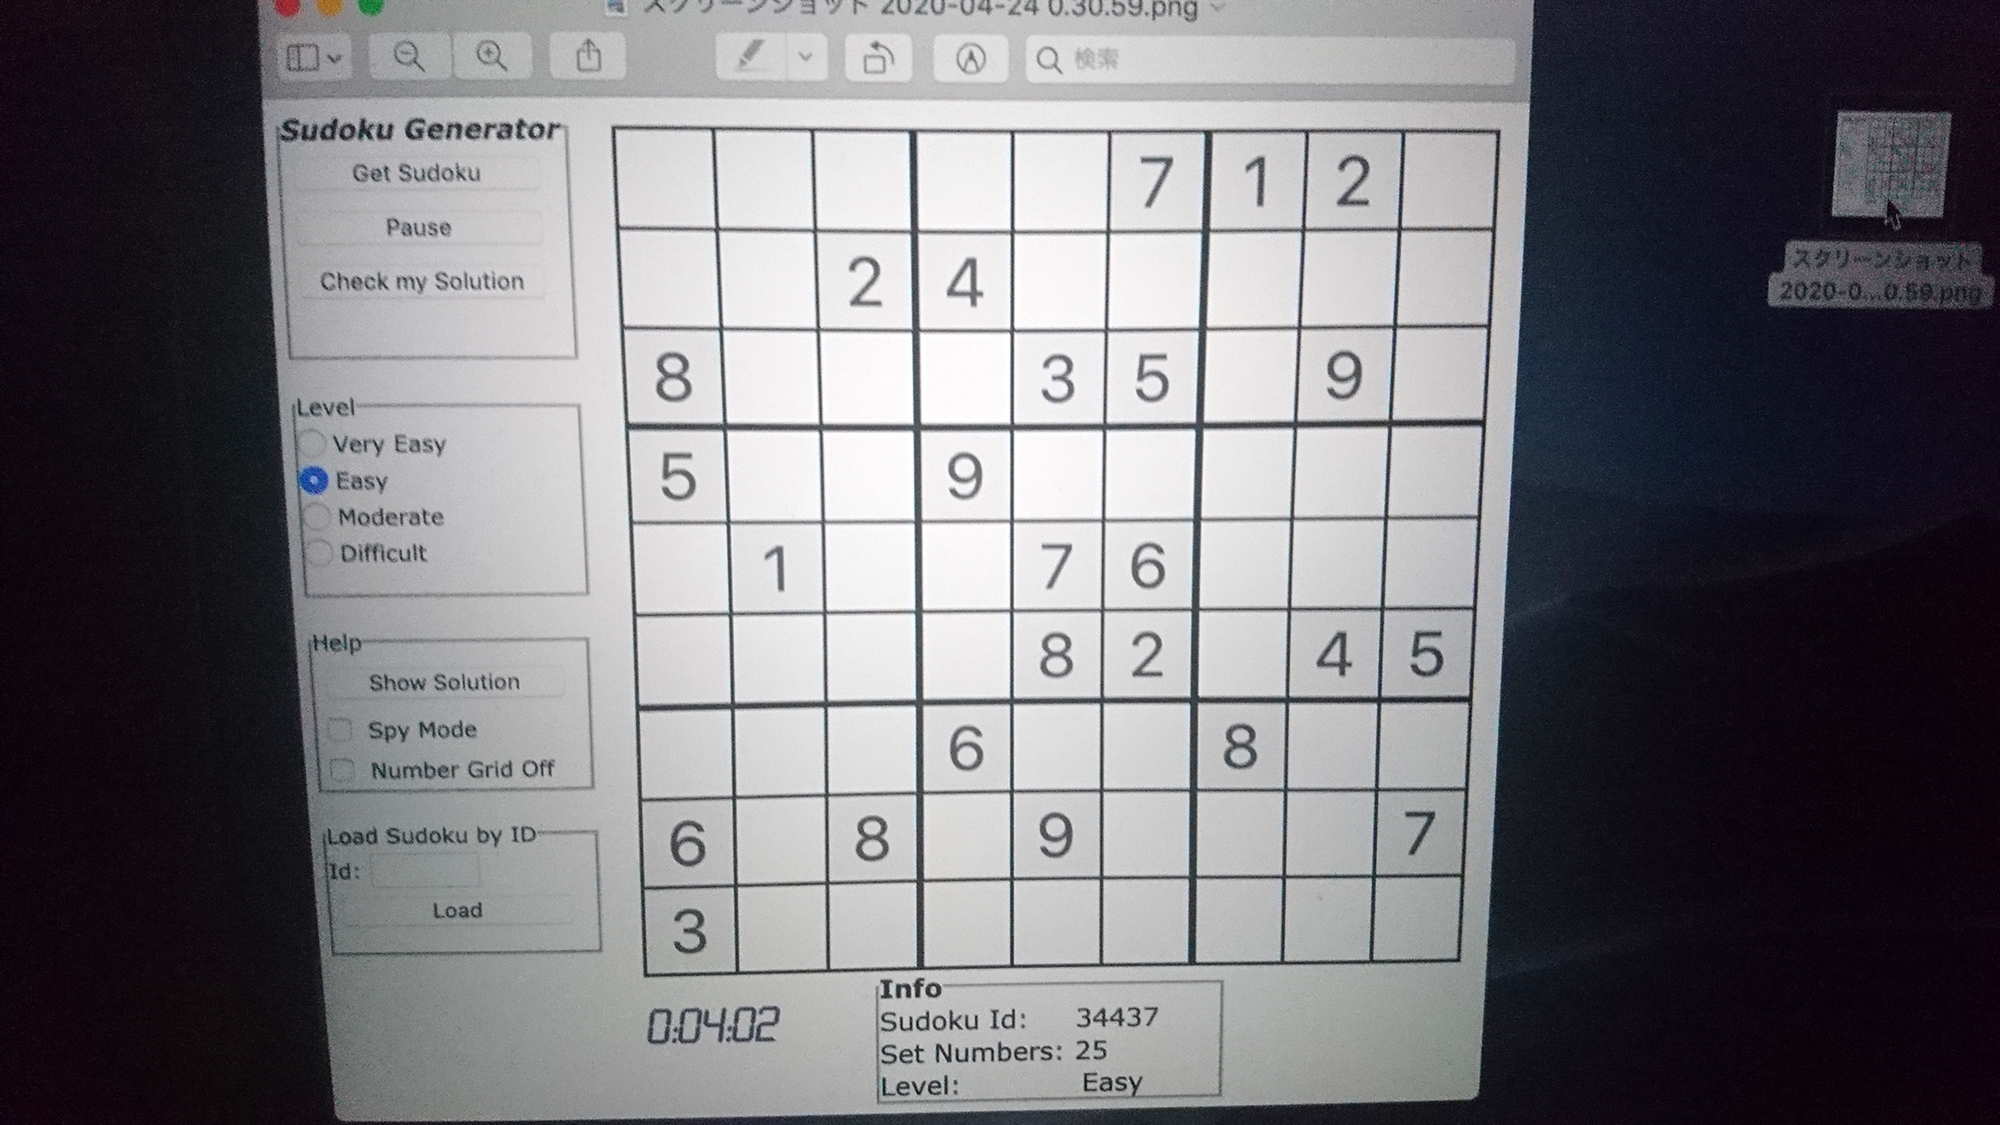 スクリーンショット 2020-04-24 0.30.59.png
検索
Sudoku Generator
Get Sudoku
Pause
Check my Solution
Level
Very Easy
Easy
Moderate
Difficult
Help
Show Solution
Spy Mode
Number Grid Off
Load Sudoku by ID
Id:
Load
7 1 2
2 4
8 3 5 9
5 9
1 7 6
8 2 4 5
6 8
6 8 9 7
3
0:04:02
Info
Sudoku Id: 34437
Set Numbers: 25
Level: Easy
スクリーンショット
2020-0...0.59.png